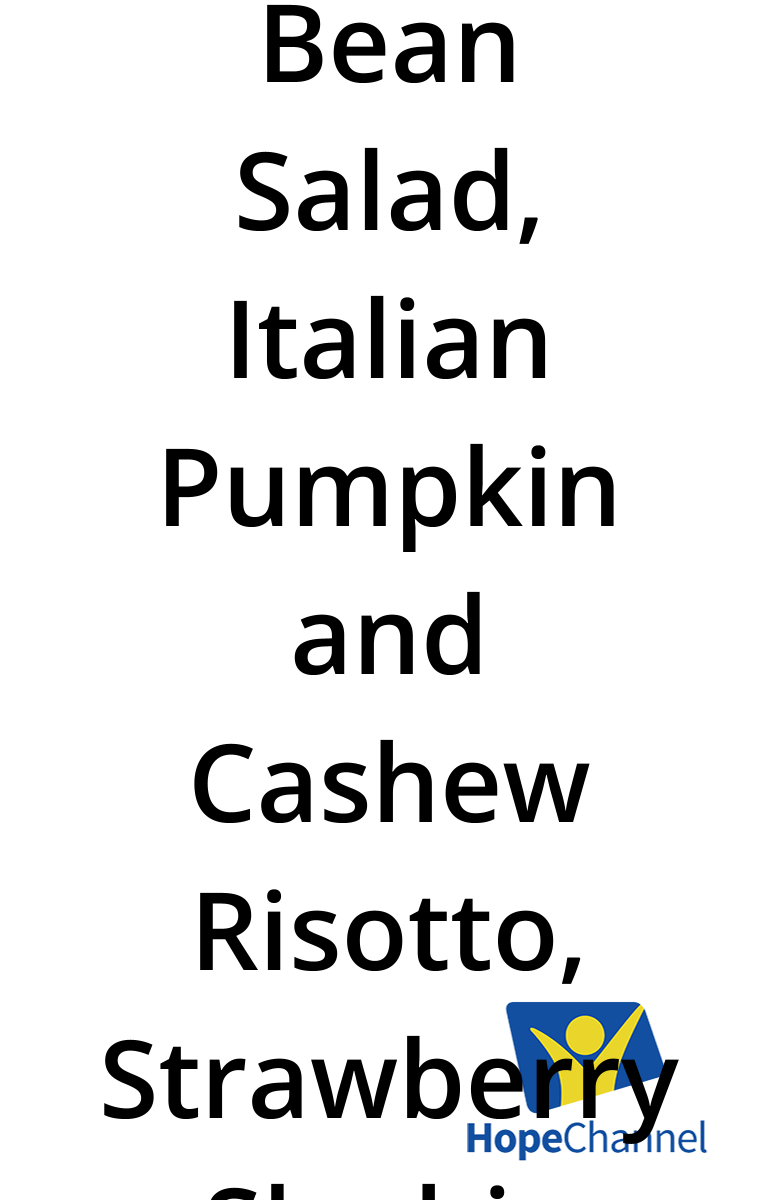 Bean
Salad,
Italian
Pumpkin
and
Cashew
Risotto,
Strawberry
HopeChannel